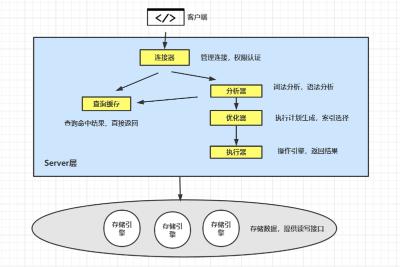 </> 客户端
连接器 管理连接，权限认证
分析器 词法分析，语法分析
查询缓存
优化器 执行计划生成，索引选择
查询命中结果，直接返回
执行器 操作引擎，返回结果
Server层
存储引
擎
存储引
擎
存储引
擎
存储数据，提供读写接口